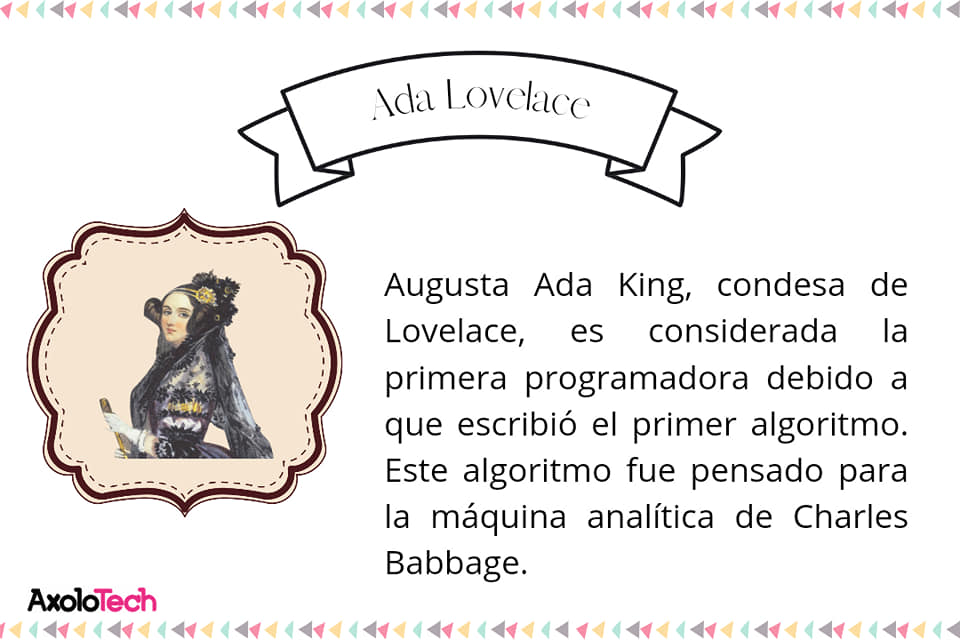 Ada Lovelace
Augusta Ada King, condesa de
Lovelace, es considerada la
primera programadora debido a
que escribió el primer algoritmo.
Este algoritmo fue pensado para
la máquina analítica de Charles
Babbage.
AxoloTech